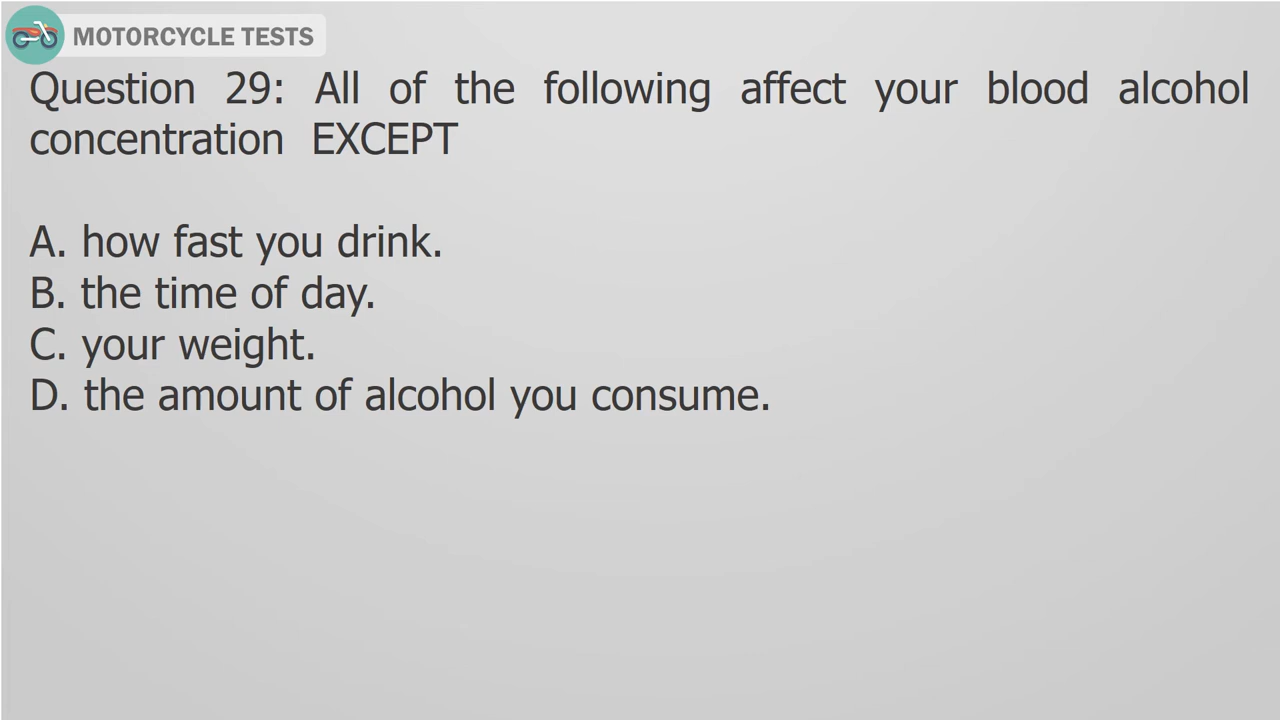 MOTORCYCLE TESTS
Question 29: All of the following affect your blood alcohol
concentration EXCEPT
A. how fast you drink.
B. the time of day.
C. your weight.
D. the amount of alcohol you consume.